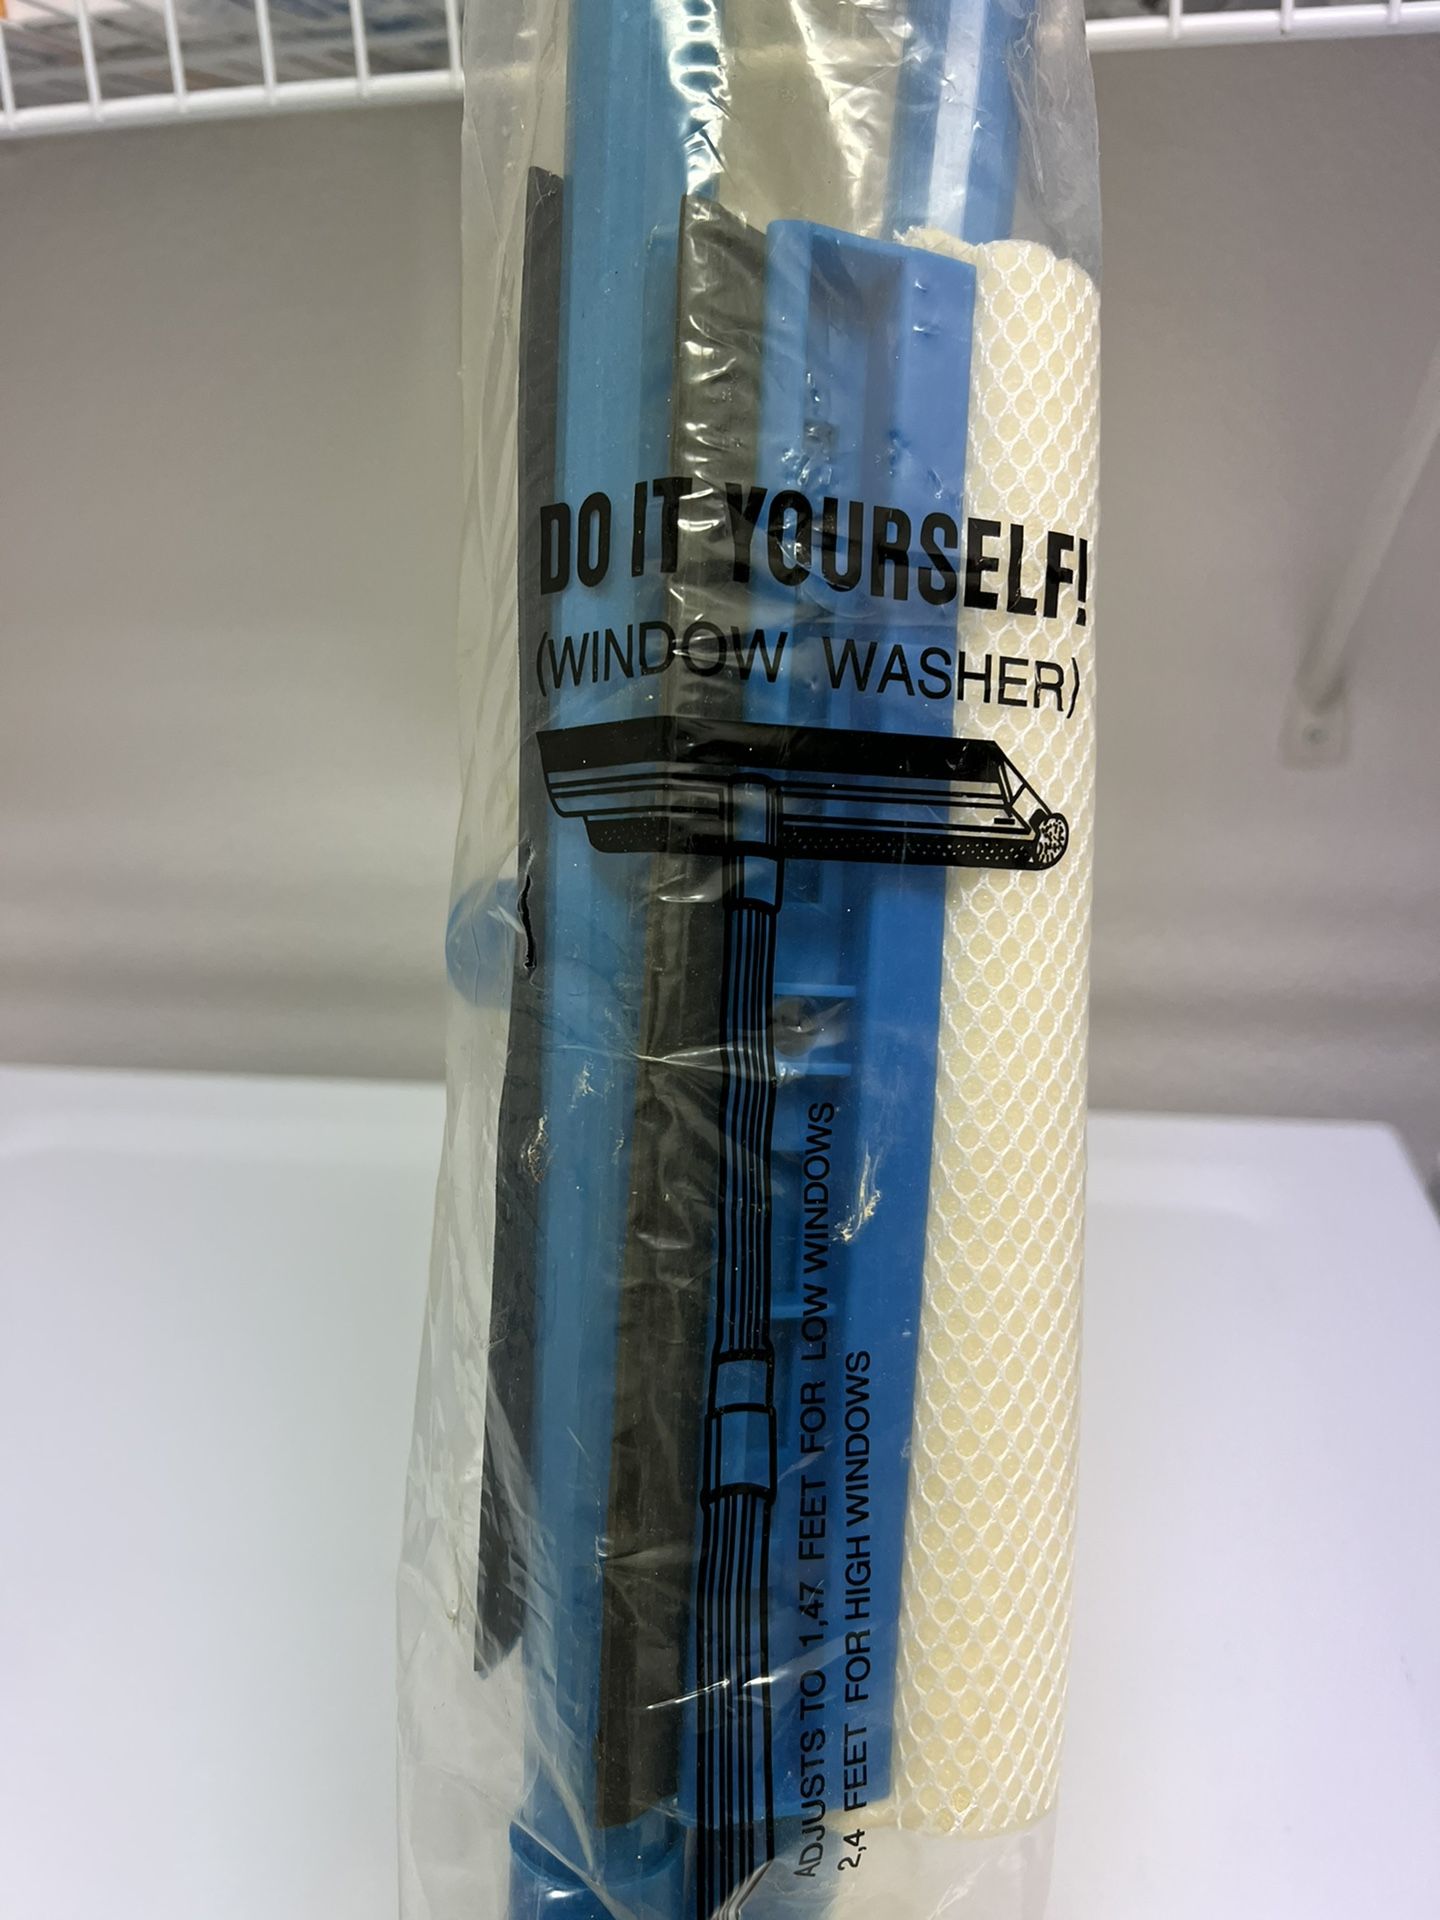 DO IT YOURSELF!
(WINDOW WASHER)
ADJUSTS TO 1,47 FEET FOR LOW WINDOWS
2,4 FEET FOR HIGH WINDOWS